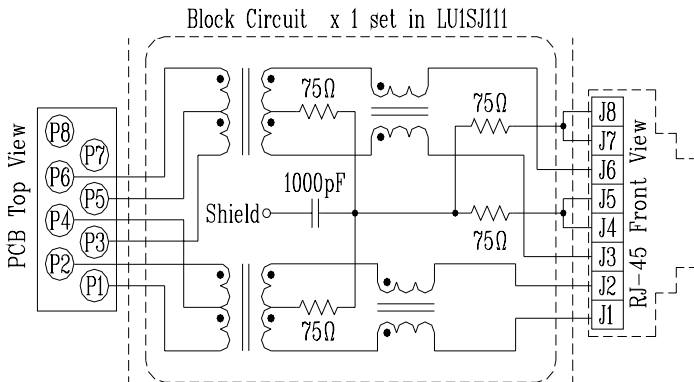 Block Circuit x 1 set in LU1SJ111
PCB Top View
P8
P7
P6
P5
P4
P3
P2
P1
75Ω
75Ω
1000pF
Shield
75Ω
75Ω
J8
J7
J6
J5
J4
J3
J2
J1
RJ-45 Front View